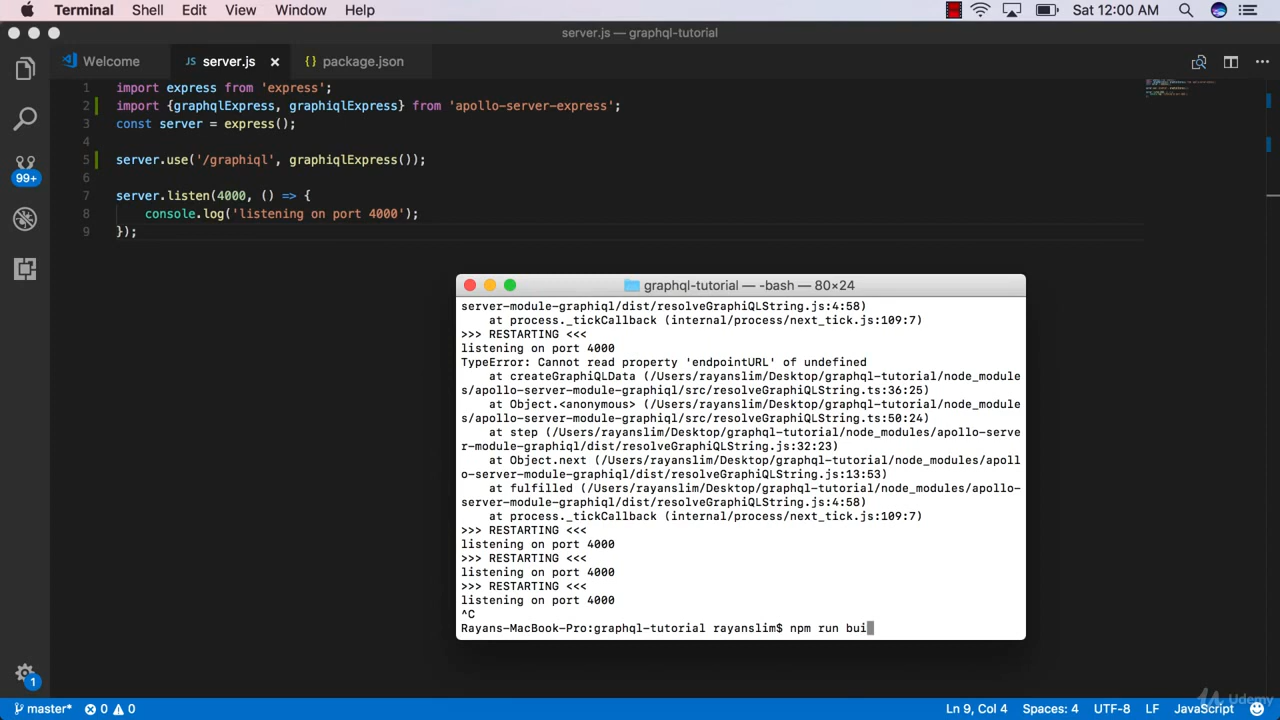 Terminal Shell Edit View Window Help Sat 12:00 AM
server.js — graphql-tutorial
Welcome JS server.js × {} package.json
1 import express from 'express';
2 import {graphqlExpress, graphiqlExpress} from 'apollo-server-express';
3 const server = express();
4
5 server.use('/graphiql', graphiqlExpress());
6
7 server.listen(4000, () => {
8 console.log('listening on port 4000');
9 });
99+
graphql-tutorial — -bash — 80×24
server-module-graphiql/dist/resolveGraphiQLString.js:4:58)
at process._tickCallback (internal/process/next_tick.js:109:7)
>>> RESTARTING <<<
listening on port 4000
TypeError: Cannot read property 'endpointURL' of undefined
at createGraphiQLData (/Users/rayanslim/Desktop/graphql-tutorial/node_module
s/apollo-server-module-graphiql/src/resolveGraphiQLString.ts:36:25)
at Object.<anonymous> (/Users/rayanslim/Desktop/graphql-tutorial/node_module
s/apollo-server-module-graphiql/src/resolveGraphiQLString.ts:50:24)
at step (/Users/rayanslim/Desktop/graphql-tutorial/node_modules/apollo-serve
r-module-graphiql/dist/resolveGraphiQLString.js:32:23)
at Object.next (/Users/rayanslim/Desktop/graphql-tutorial/node_modules/apoll
o-server-module-graphiql/dist/resolveGraphiQLString.js:13:53)
at fulfilled (/Users/rayanslim/Desktop/graphql-tutorial/node_modules/apollo-
server-module-graphiql/dist/resolveGraphiQLString.js:4:58)
at process._tickCallback (internal/process/next_tick.js:109:7)
>>> RESTARTING <<<
listening on port 4000
>>> RESTARTING <<<
listening on port 4000
>>> RESTARTING <<<
listening on port 4000
^C
Rayans-MacBook-Pro:graphql-tutorial rayanslim$ npm run bui
1
Udemy
master* 0 0 Ln 9, Col 4 Spaces: 4 UTF-8 LF JavaScript